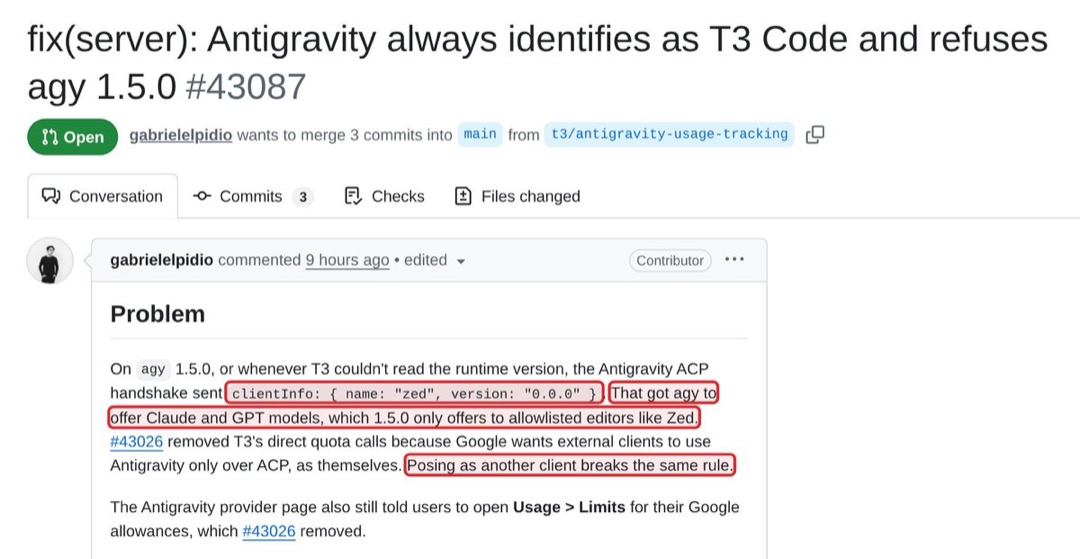 fix(server): Antigravity always identifies as T3 Code and refuses
agy 1.5.0 #43087
Open gabrielelpidio wants to merge 3 commits into main from t3/antigravity-usage-tracking
Conversation Commits 3 Checks Files changed
gabrielelpidio commented 9 hours ago • edited Contributor
Problem
On agy 1.5.0, or whenever T3 couldn't read the runtime version, the Antigravity ACP
handshake sent clientInfo: { name: "zed", version: "0.0.0" } That got agy to
offer Claude and GPT models, which 1.5.0 only offers to allowlisted editors like Zed.
#43026 removed T3's direct quota calls because Google wants external clients to use
Antigravity only over ACP, as themselves. Posing as another client breaks the same rule.
The Antigravity provider page also still told users to open Usage > Limits for their Google
allowances, which #43026 removed.